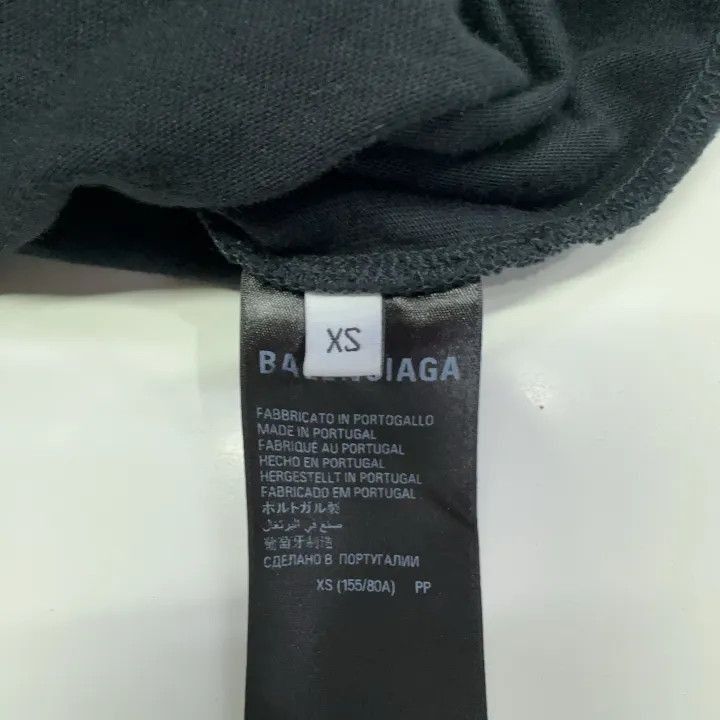 XS
BALENCIAGA
FABBRICATO IN PORTOGALLO
MADE IN PORTUGAL
FABRIQUÉ AU PORTUGAL
HECHO EN PORTUGAL
HERGESTELLT IN PORTUGAL
FABRICADO EM PORTUGAL
ポルトガル製
صنع في البرتغال
葡萄牙制造
СДЕЛАНО В ПОРТУГАЛИИ
XS (155/80A) PP